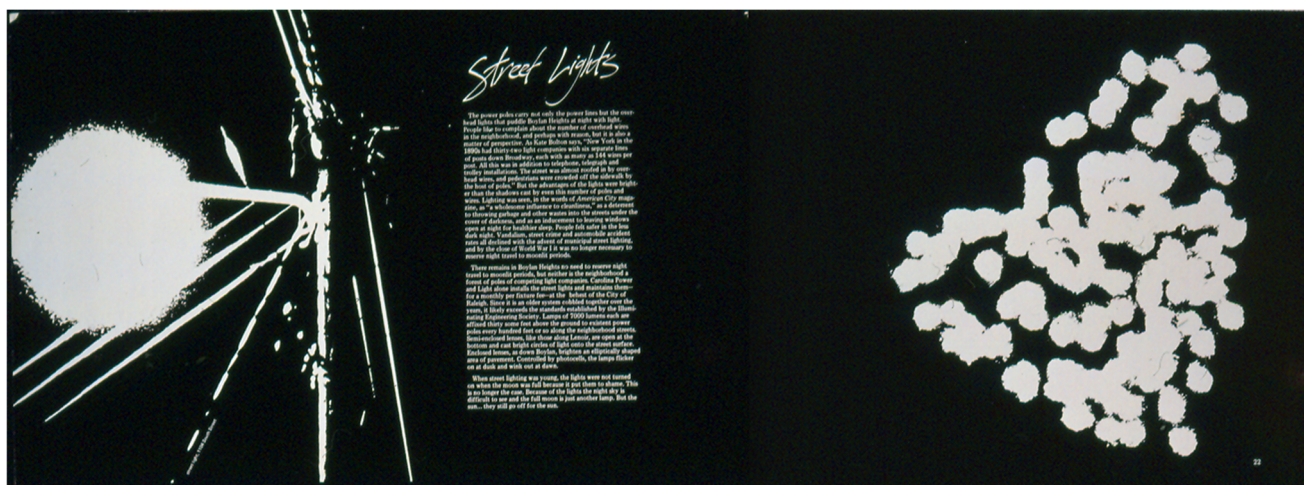 Street Lights
The power poles carry not only the power lines but the over-
head lights that puddle Boylan Heights at night with light.
People like to complain about the number of overhead wires
in the neighborhood, and perhaps with reason, but it is also a
matter of perspective. As Kate Bolton says, "New York in the
1890s had thirty-two light companies with six separate lines
of posts down Broadway, each with as many as 144 wires per
post. All this was in addition to telephone, telegraph and
trolley installations. The street was almost roofed in by over-
head wires, and pedestrians were crowded off the sidewalk by
the host of poles." But the advantages of the lights were bright-
er than the shadows cast by even this number of poles and
wires. Lighting was seen, in the words of American City maga-
zine, as "a wholesome influence to cleanliness," as a deterrent
to throwing garbage and other wastes into the streets under the
cover of darkness, and as an inducement to leaving windows
open at night for healthier sleep. People felt safer in the less
dark night. Vandalism, street crime and automobile accident
rates all declined with the advent of municipal street lighting,
and by the close of World War I it was no longer necessary to
reserve night travel to moonlit periods.
There remains in Boylan Heights no need to reserve night
travel to moonlit periods, but neither is the neighborhood a
forest of poles of competing light companies. Carolina Power
and Light alone installs the street lights and maintains them—
for a monthly per fixture fee—at the behest of the City of
Raleigh. Since it is an older system cobbled together over the
years, it likely exceeds the standards established by the Illumi-
nating Engineering Society. Lamps of 7000 lumens each are
affixed thirty some feet above the ground to existent power
poles every hundred feet or so along the neighborhood streets.
Semi-enclosed lenses, like those along Lenoir, are open at the
bottom and cast bright circles of light onto the street surface.
Enclosed lenses, as down Boylan, brighten an elliptically shaped
area of pavement. Controlled by photocells, the lamps flicker
on at dusk and wink out at dawn.
When street lighting was young, the lights were not turned
on when the moon was full because it put them to shame. This
is no longer the case. Because of the lights the night sky is
difficult to see and the full moon is just another lamp. But the
sun... they still go off for the sun.
22